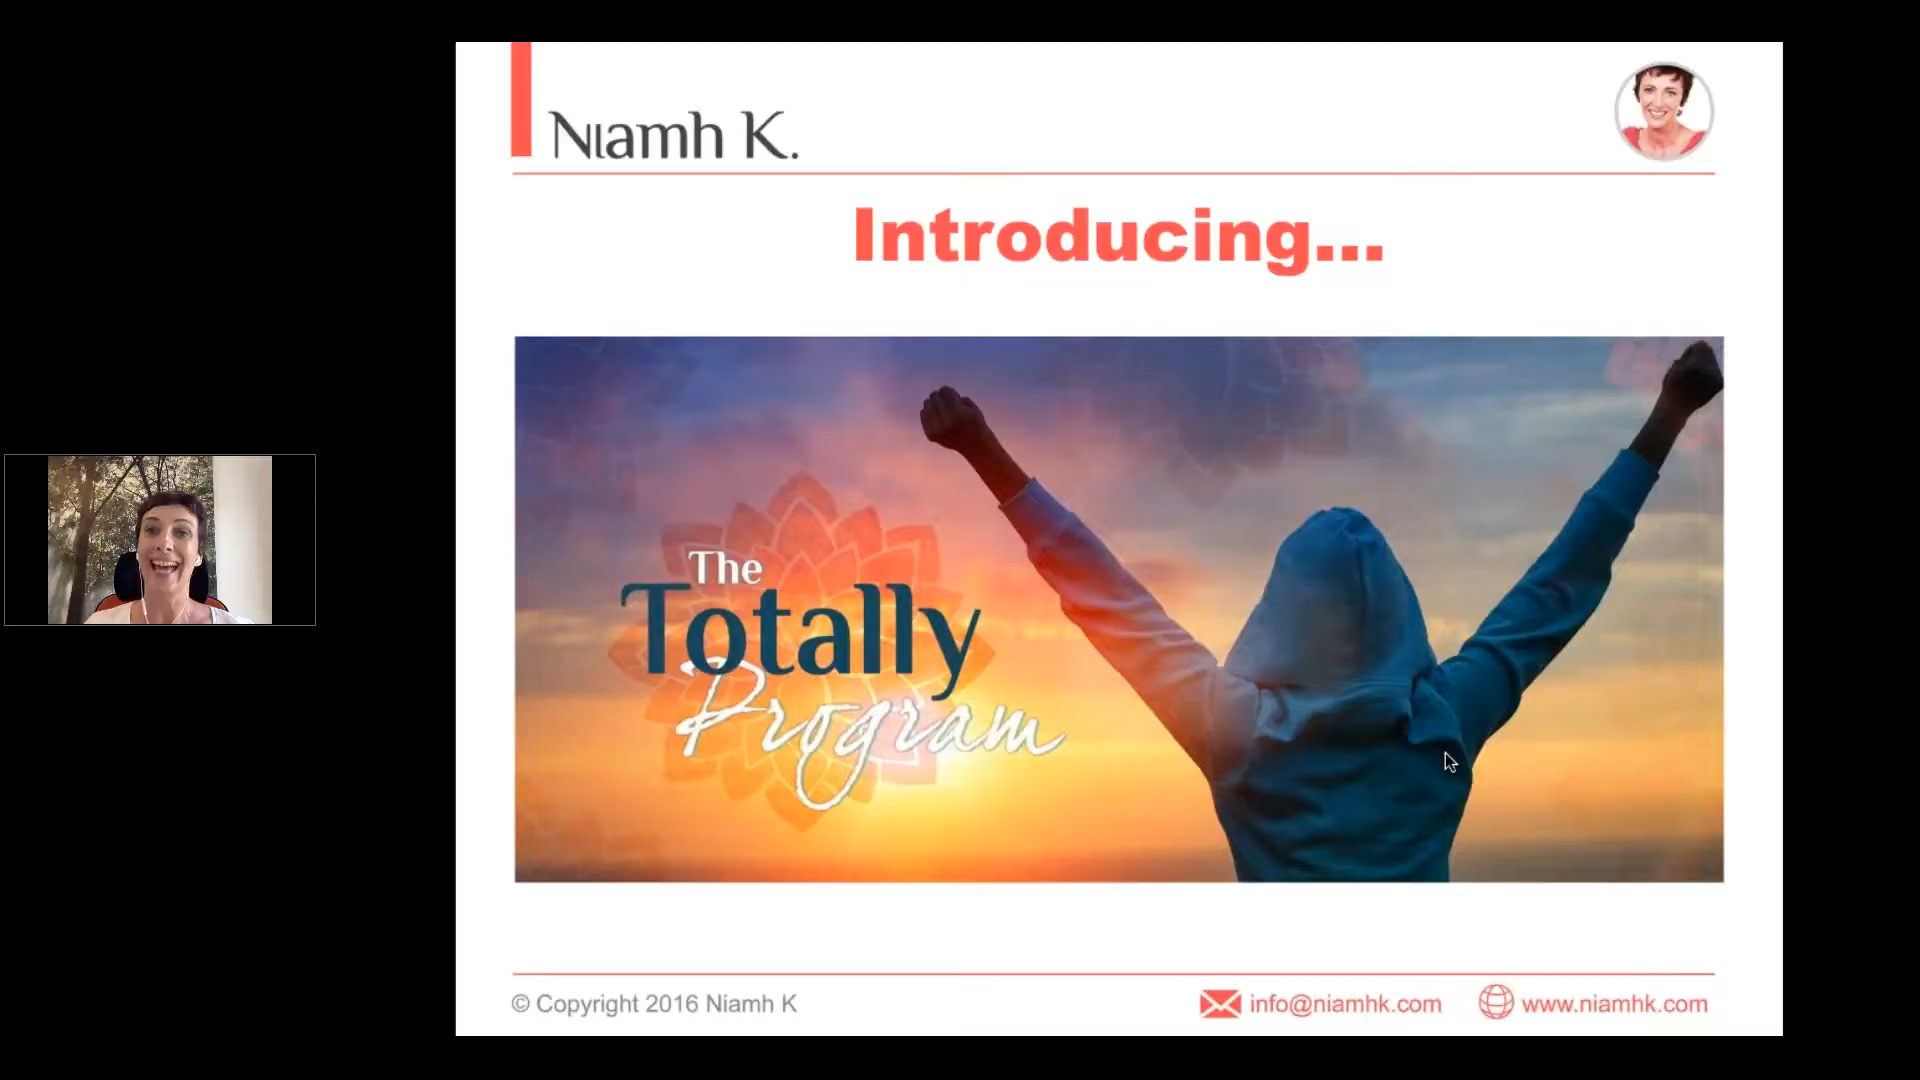 Niamh K.
Introducing...
The
Totally
Program
© Copyright 2016 Niamh K
info@niamhk.com
www.niamhk.com